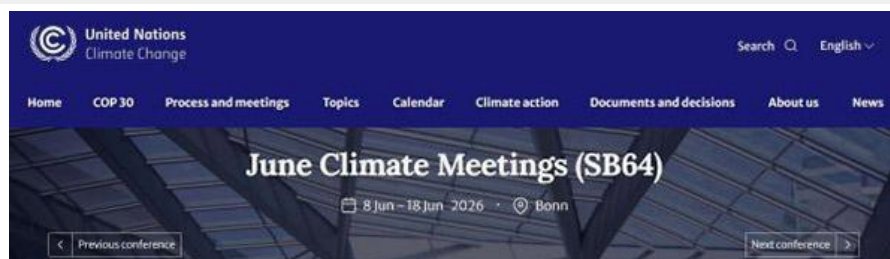 United Nations
Climate Change
Search
English
Home COP 30 Process and meetings Topics Calendar Climate action Documents and decisions About us News
June Climate Meetings (SB64)
8 Jun – 18 Jun 2026 · Bonn
Previous conference
Next conference